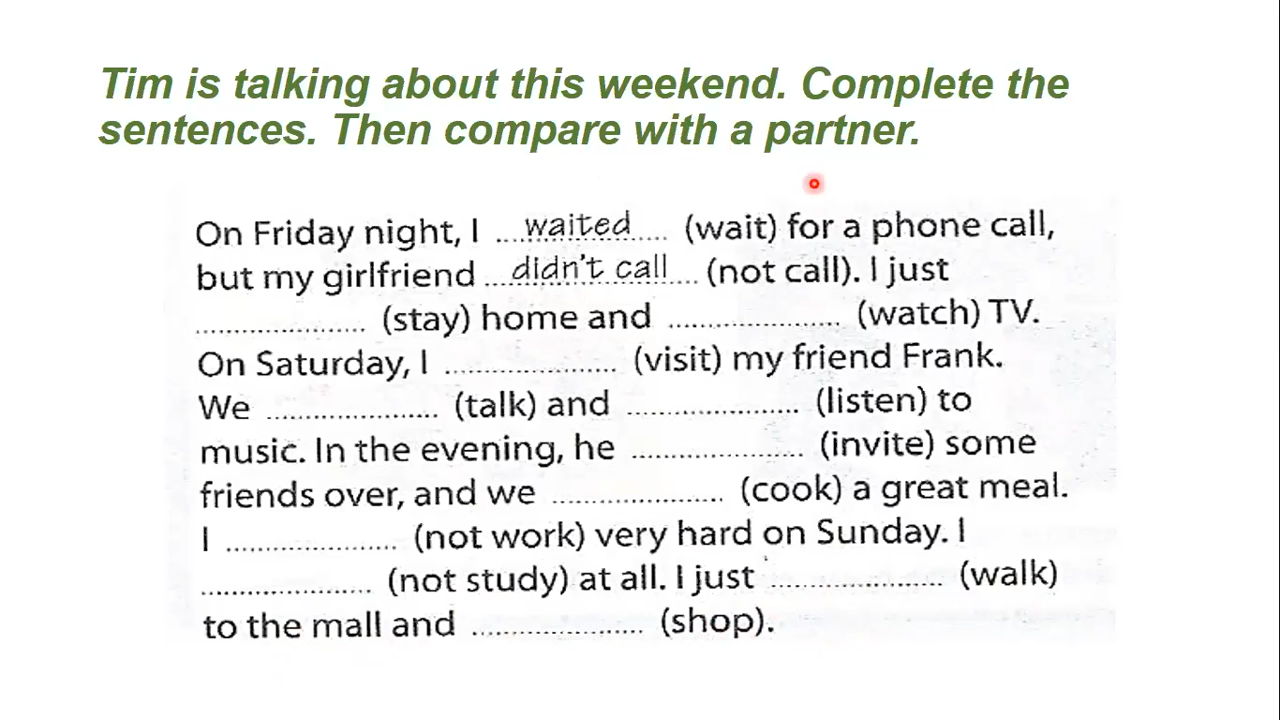 Tim is talking about this weekend. Complete the
sentences. Then compare with a partner.
On Friday night, I ....waited.... (wait) for a phone call,
but my girlfriend ....didn't call.... (not call). I just
.................... (stay) home and .................... (watch) TV.
On Saturday, I .................... (visit) my friend Frank.
We .................... (talk) and .................... (listen) to
music. In the evening, he .................... (invite) some
friends over, and we .................... (cook) a great meal.
I .................... (not work) very hard on Sunday. I
.................... (not study) at all. I just .................... (walk)
to the mall and .................... (shop).